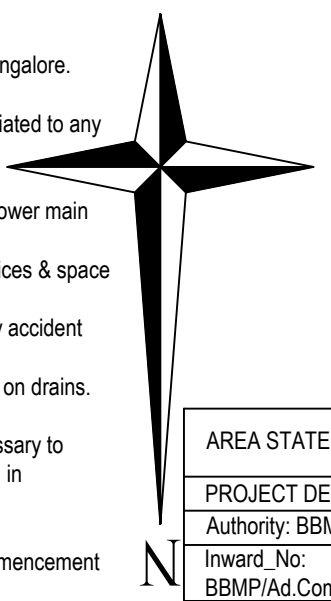 ngalore.
iated to any
ower main
ices & space
y accident
on drains.
ssary to
in
mencement
N
AREA STATE
PROJECT DE
Authority: BBM
Inward_No:
BBMP/Ad.Com